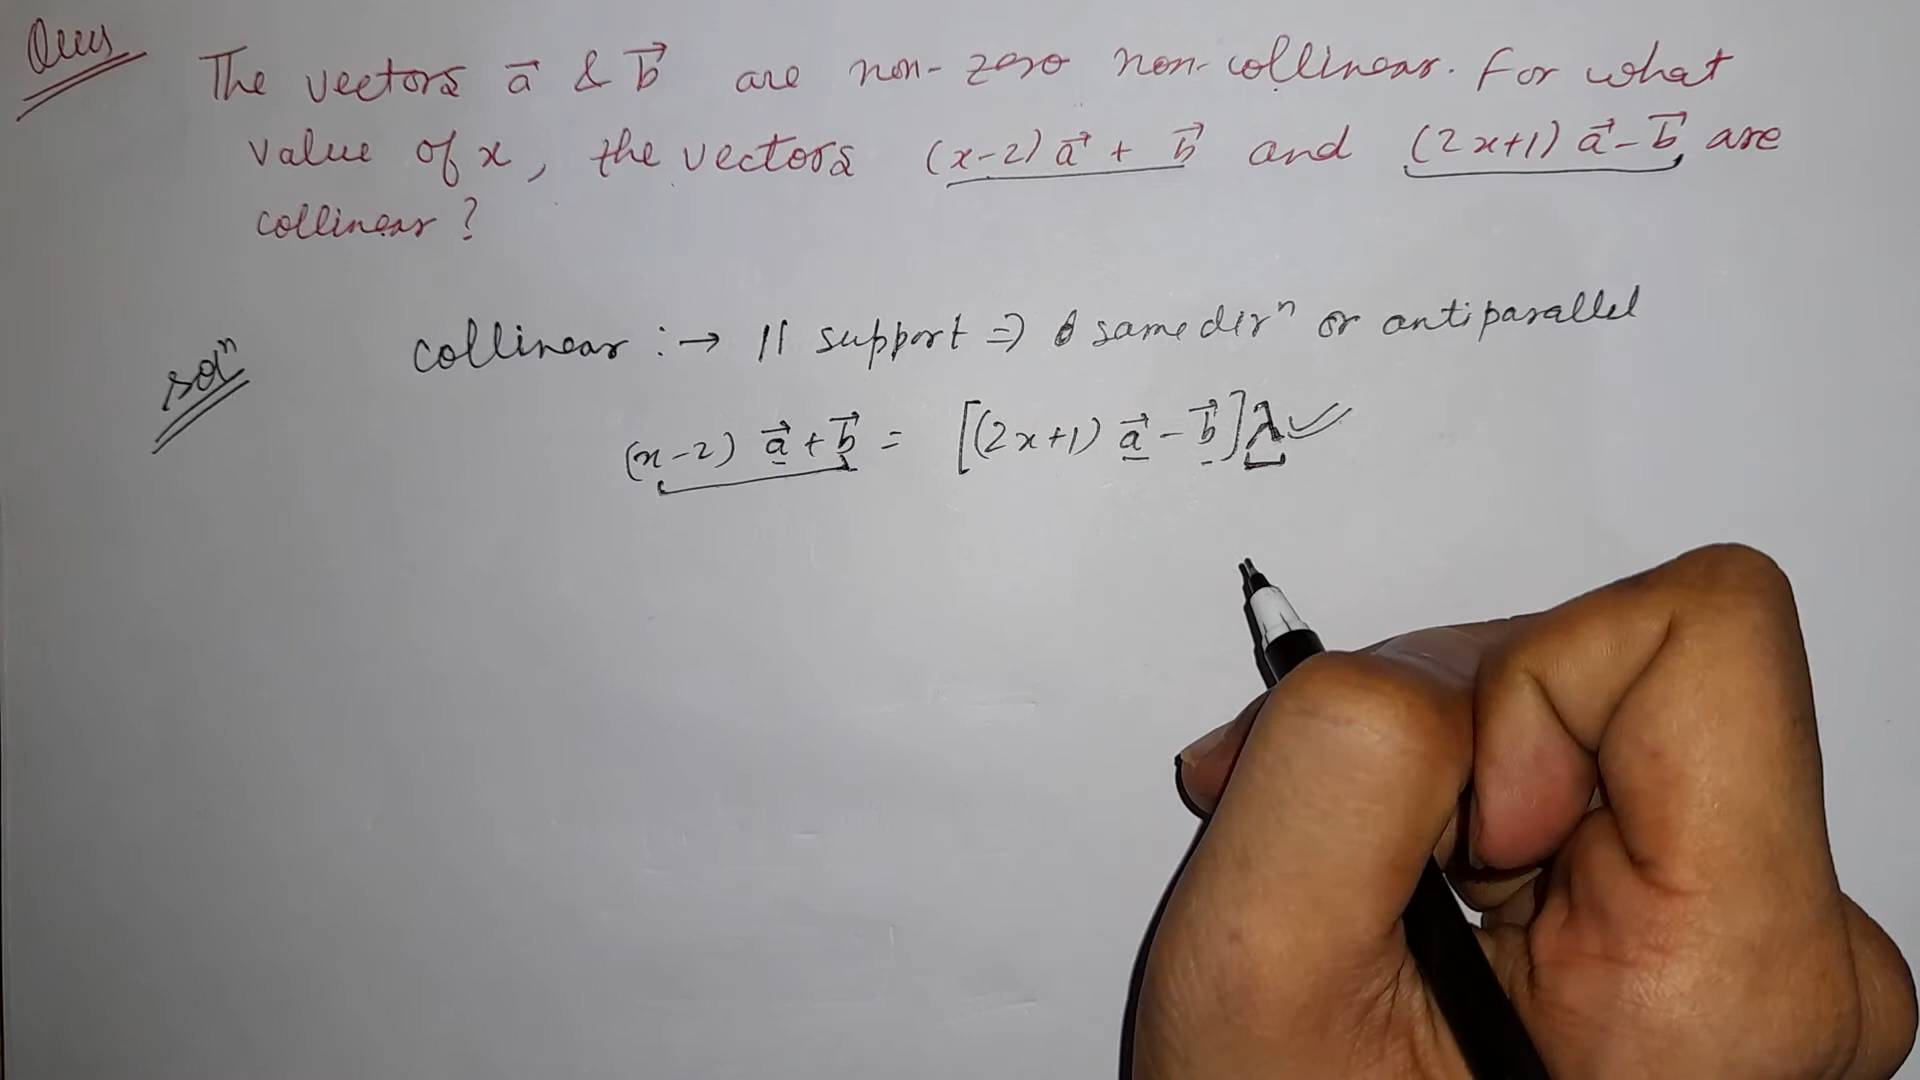 Ques
The vectors a⃗ & b⃗ are non-zero non-collinear. For what
value of x, the vectors (x-2) a⃗ + b⃗ and (2x+1) a⃗ - b⃗, are
collinear?
solⁿ
collinear :→ || support ⇒ same dirⁿ or antiparallel
(x-2) a⃗ + b⃗ = [(2x+1) a⃗ - b⃗] λ ✓